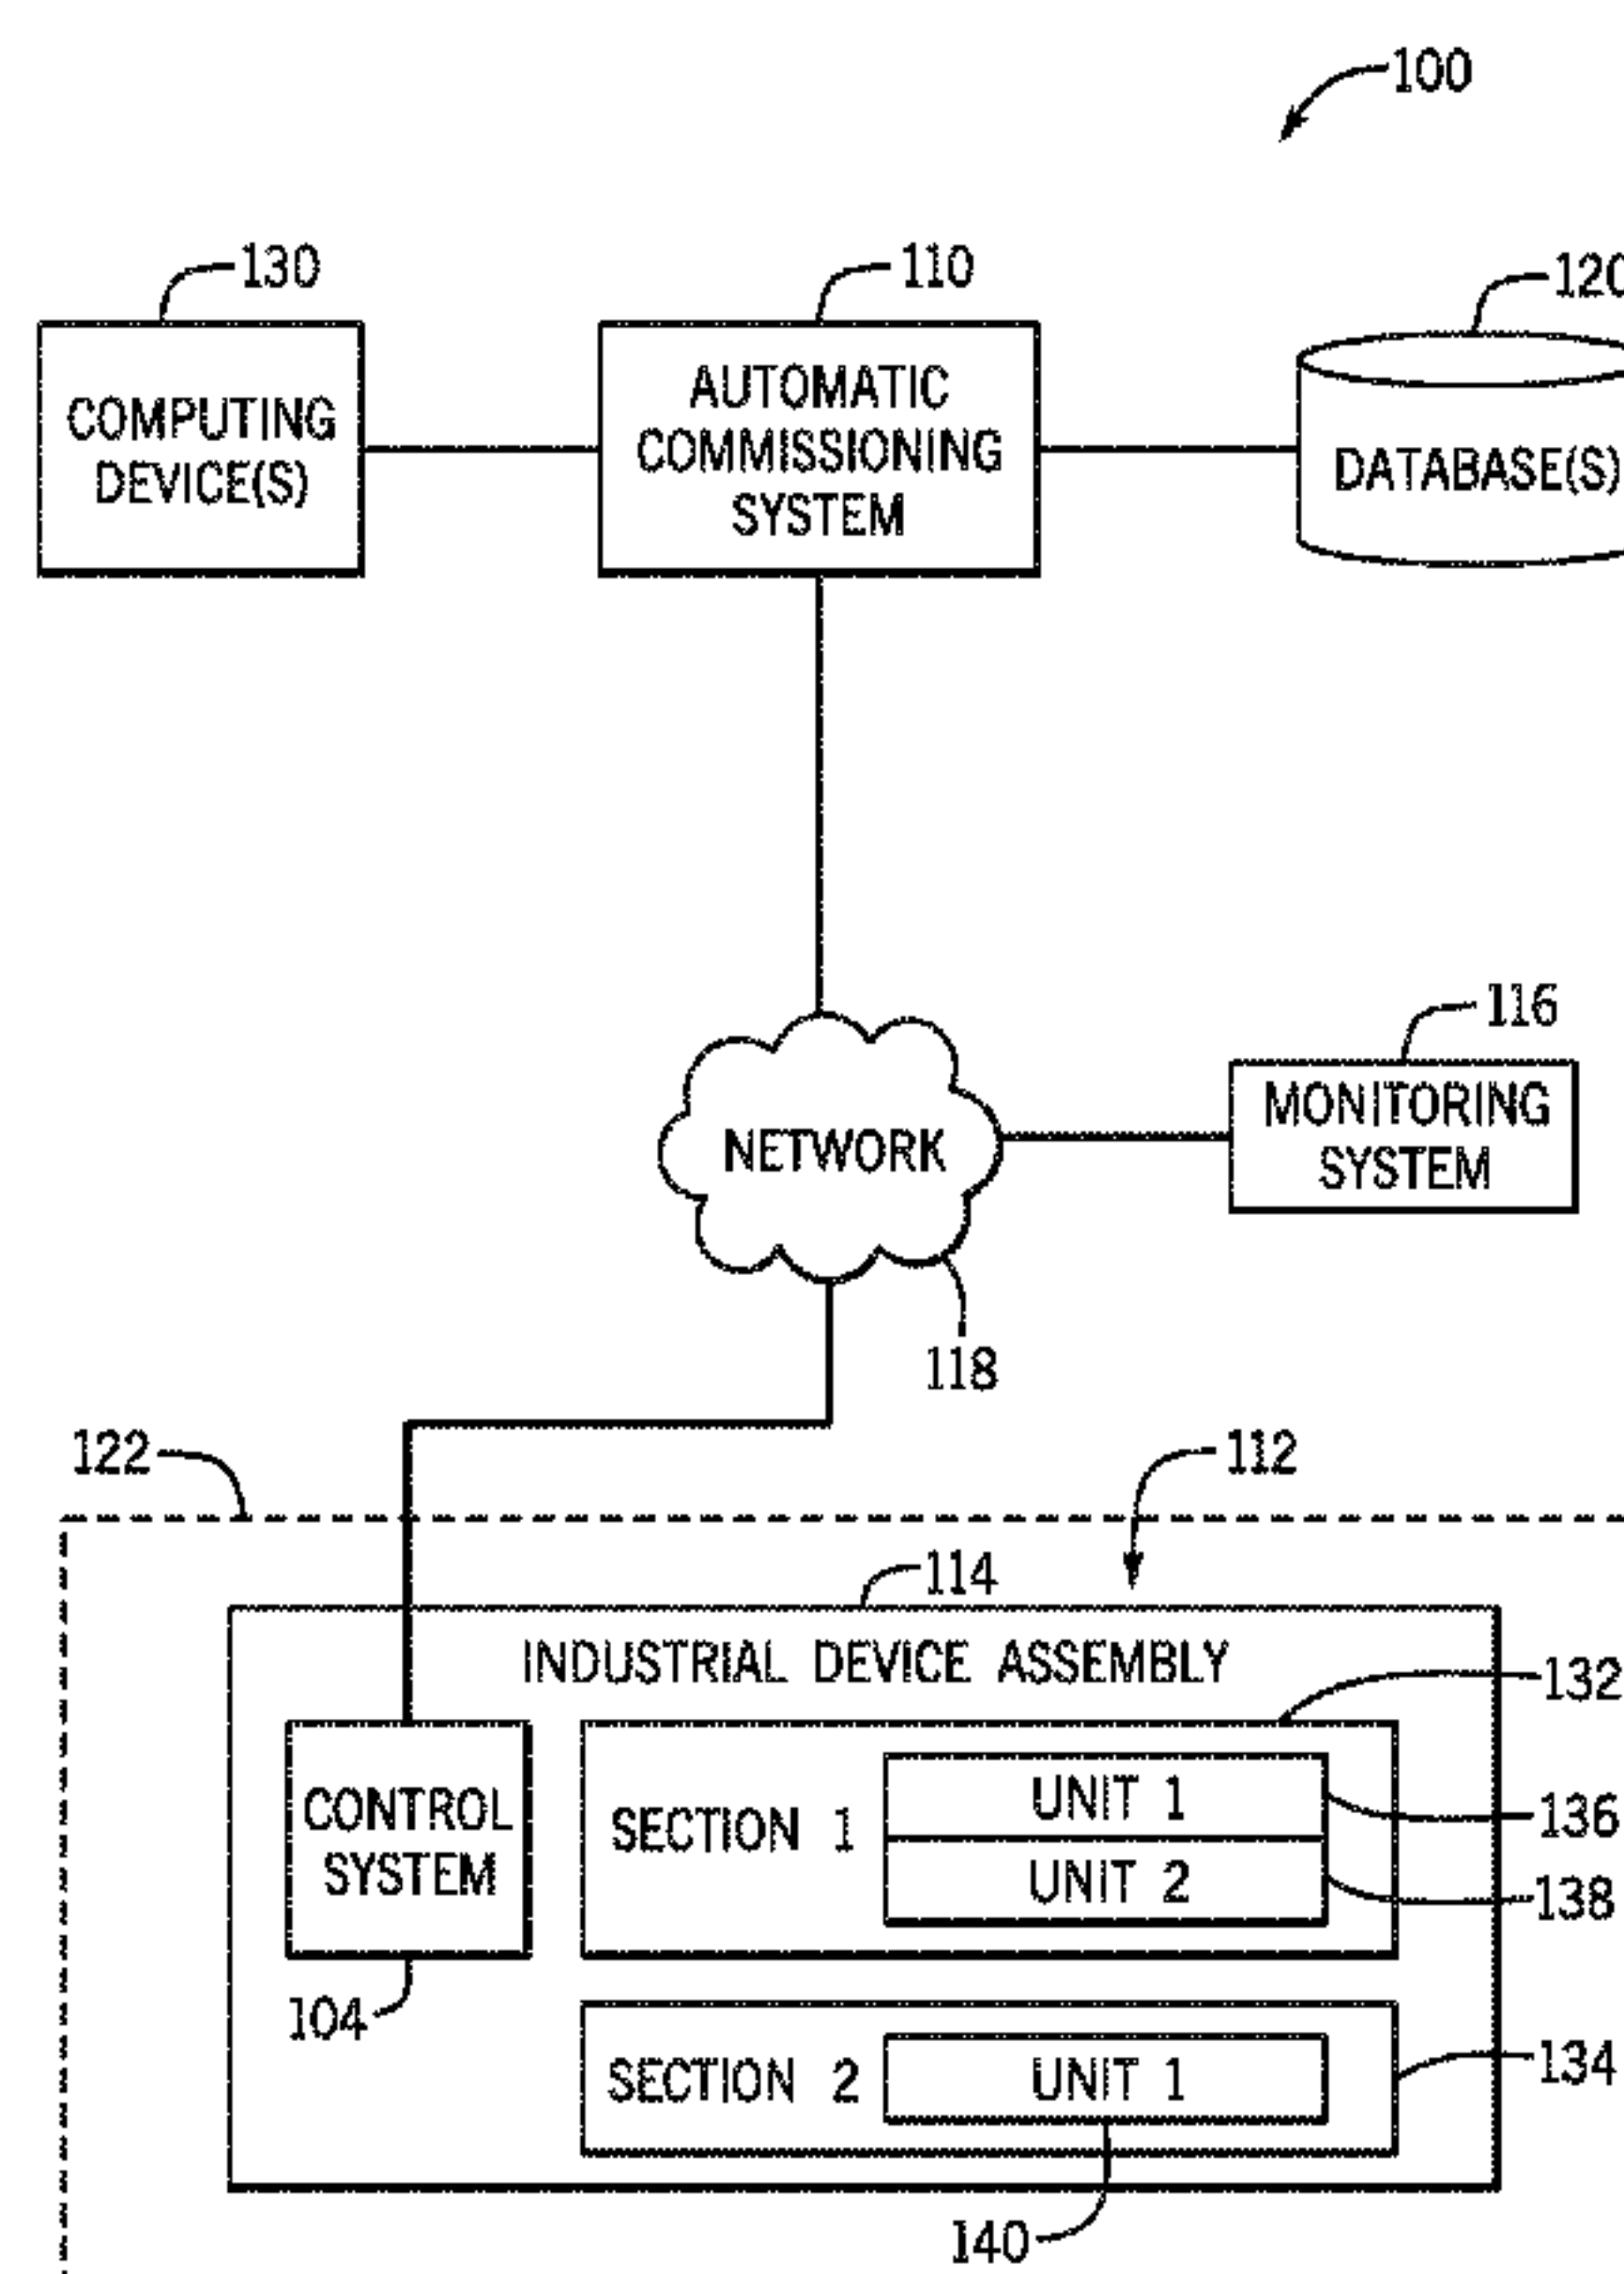 100
130
110
120
COMPUTING
DEVICE(S)
AUTOMATIC
COMMISSIONING
SYSTEM
DATABASE(S)
116
MONITORING
SYSTEM
NETWORK
118
122
112
114
INDUSTRIAL DEVICE ASSEMBLY
132
CONTROL
SYSTEM
SECTION 1
UNIT 1
136
UNIT 2
138
104
SECTION 2
UNIT 1
134
140